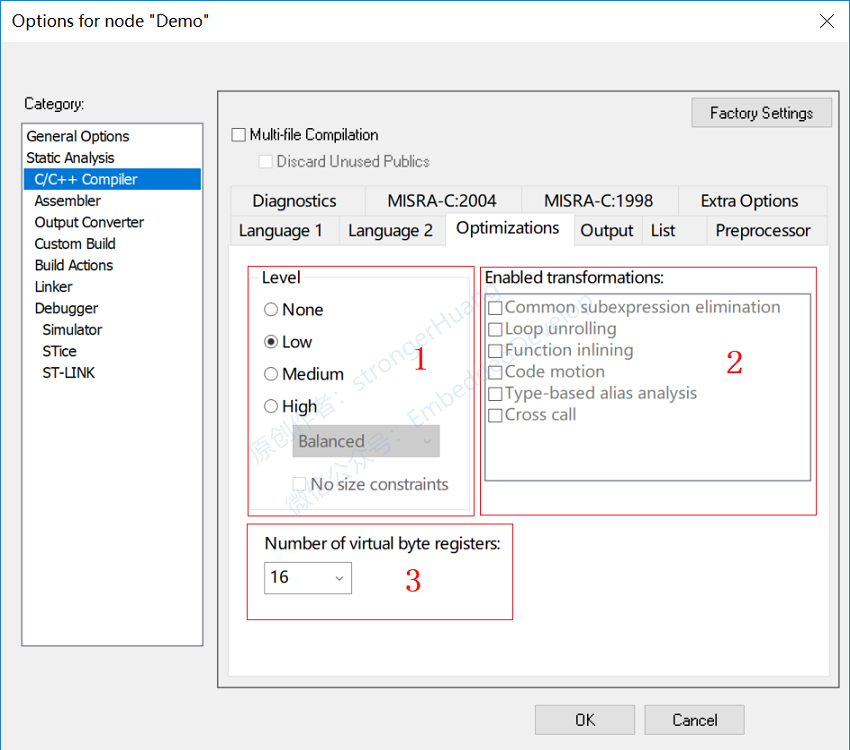 Options for node "Demo"
Category:
General Options
Static Analysis
C/C++ Compiler
Assembler
Output Converter
Custom Build
Build Actions
Linker
Debugger
Simulator
STice
ST-LINK
Factory Settings
Multi-file Compilation
Discard Unused Publics
Diagnostics MISRA-C:2004 MISRA-C:1998 Extra Options
Language 1 Language 2 Optimizations Output List Preprocessor
Level
None
Low
Medium
High
Balanced
No size constraints
1
Enabled transformations:
Common subexpression elimination
Loop unrolling
Function inlining
Code motion
Type-based alias analysis
Cross call
2
Number of virtual byte registers:
16
3
原创作者：strongerHuang
微信公众号：EmbeddedDevelop
OK Cancel